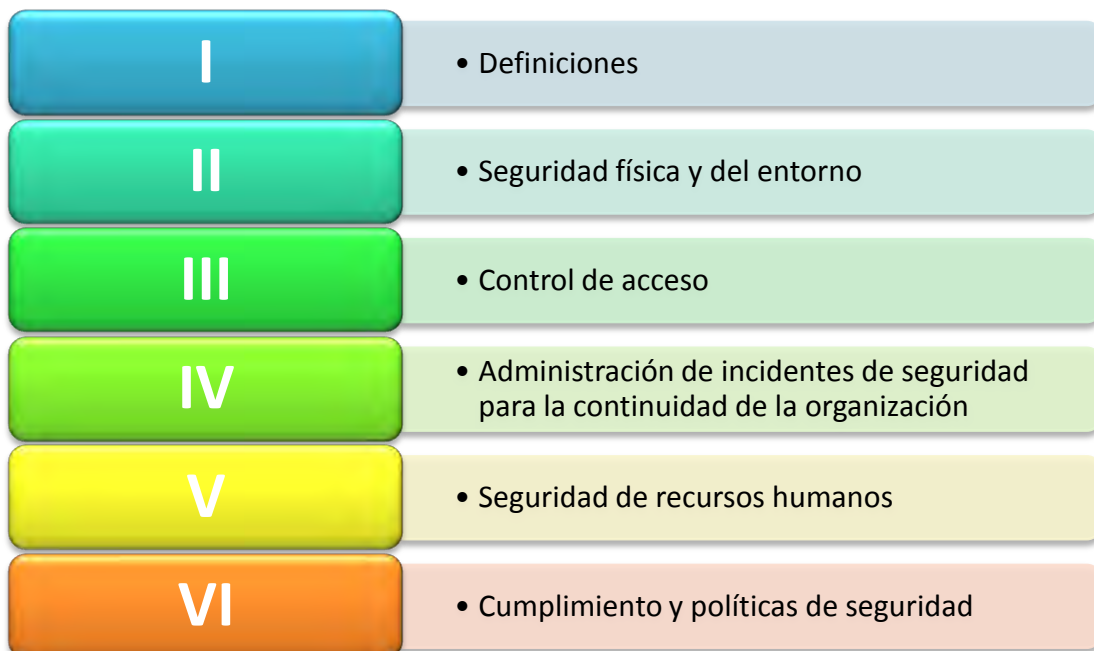 I
• Definiciones
II
• Seguridad física y del entorno
III
• Control de acceso
IV
• Administración de incidentes de seguridad
para la continuidad de la organización
V
• Seguridad de recursos humanos
VI
• Cumplimiento y políticas de seguridad